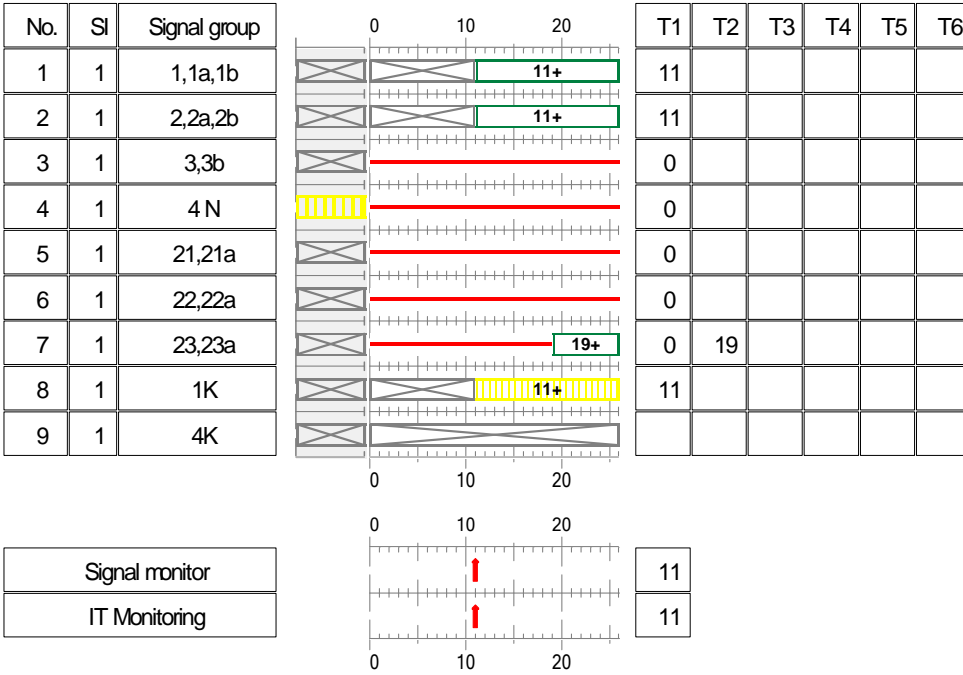 No. SI Signal group 0 10 20 T1 T2 T3 T4 T5 T6
1 1 1,1a,1b 11+ 11
2 1 2,2a,2b 11+ 11
3 1 3,3b 0
4 1 4 N 0
5 1 21,21a 0
6 1 22,22a 0
7 1 23,23a 19+ 0 19
8 1 1K 11+ 11
9 1 4K
0 10 20
0 10 20
Signal monitor 11
IT Monitoring 11
0 10 20